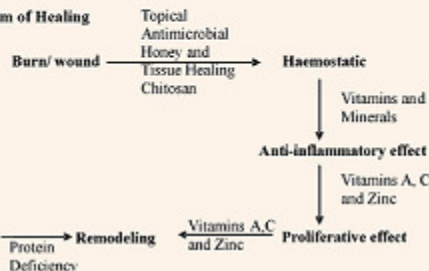 m of Healing
Topical
Antimicrobial
Honey and
Tissue Healing
Chitosan
Burn/ wound
Haemostatic
Vitamins and
Minerals
Anti-inflammatory effect
Vitamins A, C
and Zinc
Proliferative effect
Vitamins A,C
and Zinc
Remodeling
Protein
Deficiency